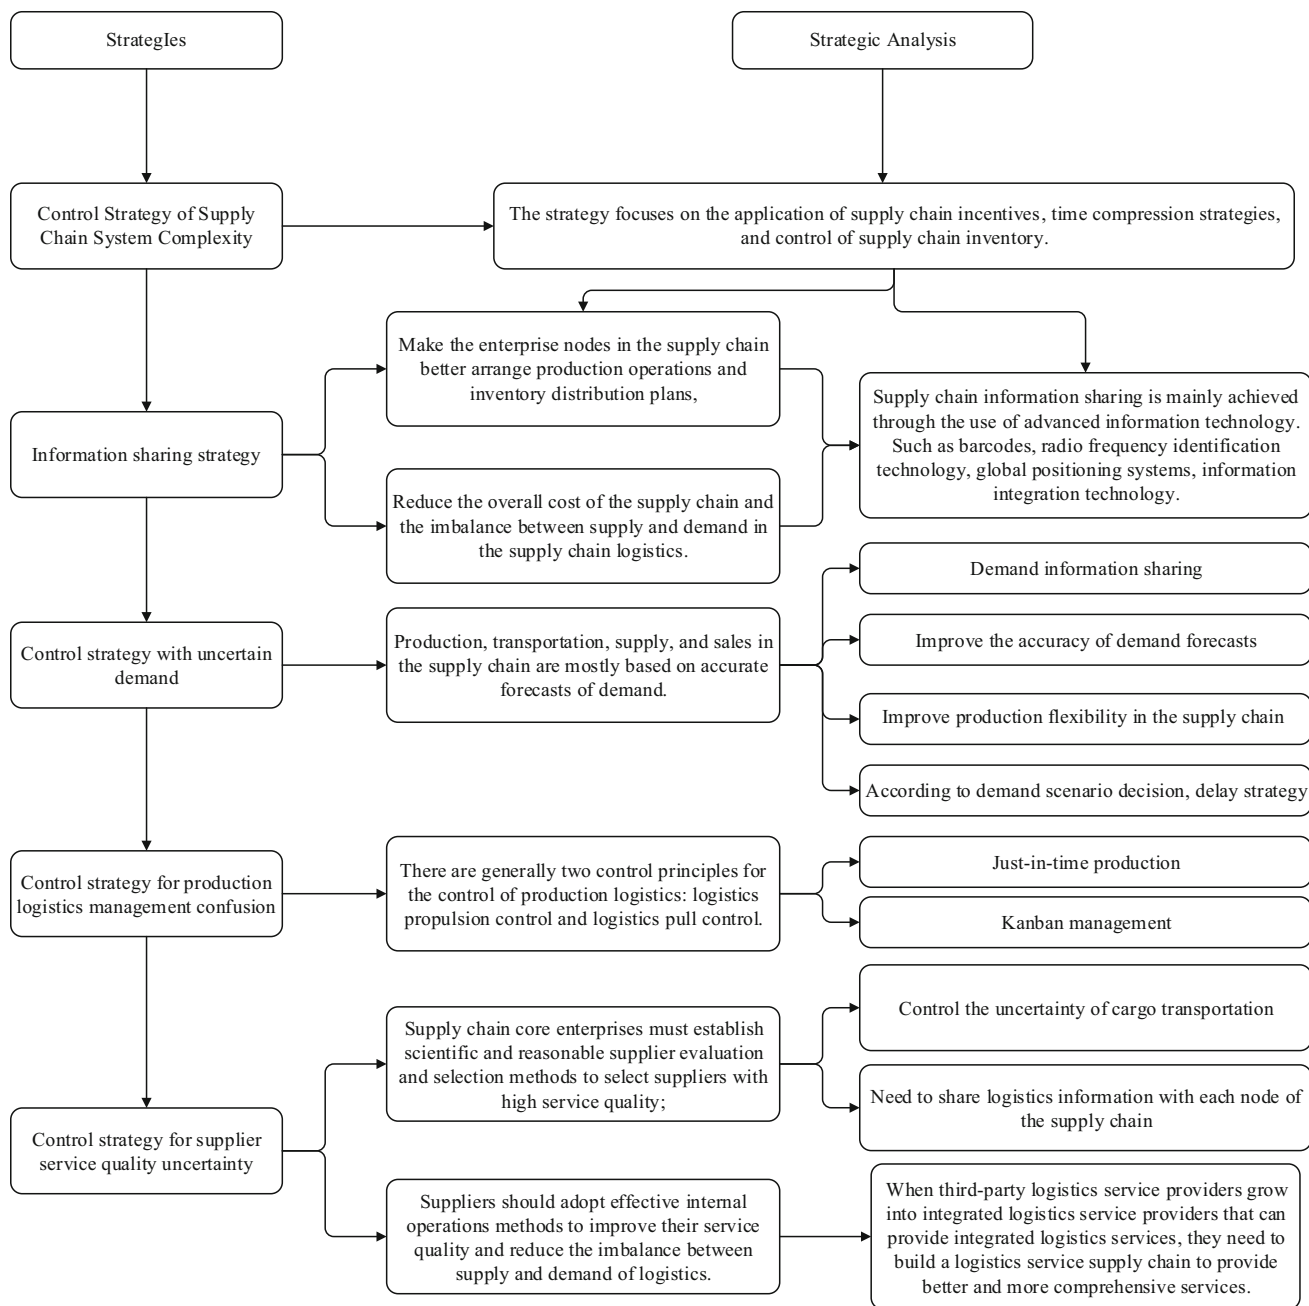 StrategIes
Strategic Analysis
Control Strategy of Supply
Chain System Complexity
The strategy focuses on the application of supply chain incentives, time compression strategies,
and control of supply chain inventory.
Make the enterprise nodes in the supply chain
better arrange production operations and
inventory distribution plans,
Supply chain information sharing is mainly achieved
through the use of advanced information technology.
Such as barcodes, radio frequency identification
technology, global positioning systems, information
integration technology.
Information sharing strategy
Reduce the overall cost of the supply chain and
the imbalance between supply and demand in
the supply chain logistics.
Demand information sharing
Control strategy with uncertain
demand
Production, transportation, supply, and sales in
the supply chain are mostly based on accurate
forecasts of demand.
Improve the accuracy of demand forecasts
Improve production flexibility in the supply chain
According to demand scenario decision, delay strategy
Control strategy for production
logistics management confusion
There are generally two control principles for
the control of production logistics: logistics
propulsion control and logistics pull control.
Just-in-time production
Kanban management
Supply chain core enterprises must establish
scientific and reasonable supplier evaluation
and selection methods to select suppliers with
high service quality;
Control the uncertainty of cargo transportation
Need to share logistics information with each node of
the supply chain
Control strategy for supplier
service quality uncertainty
Suppliers should adopt effective internal
operations methods to improve their service
quality and reduce the imbalance between
supply and demand of logistics.
When third-party logistics service providers grow
into integrated logistics service providers that can
provide integrated logistics services, they need to
build a logistics service supply chain to provide
better and more comprehensive services.